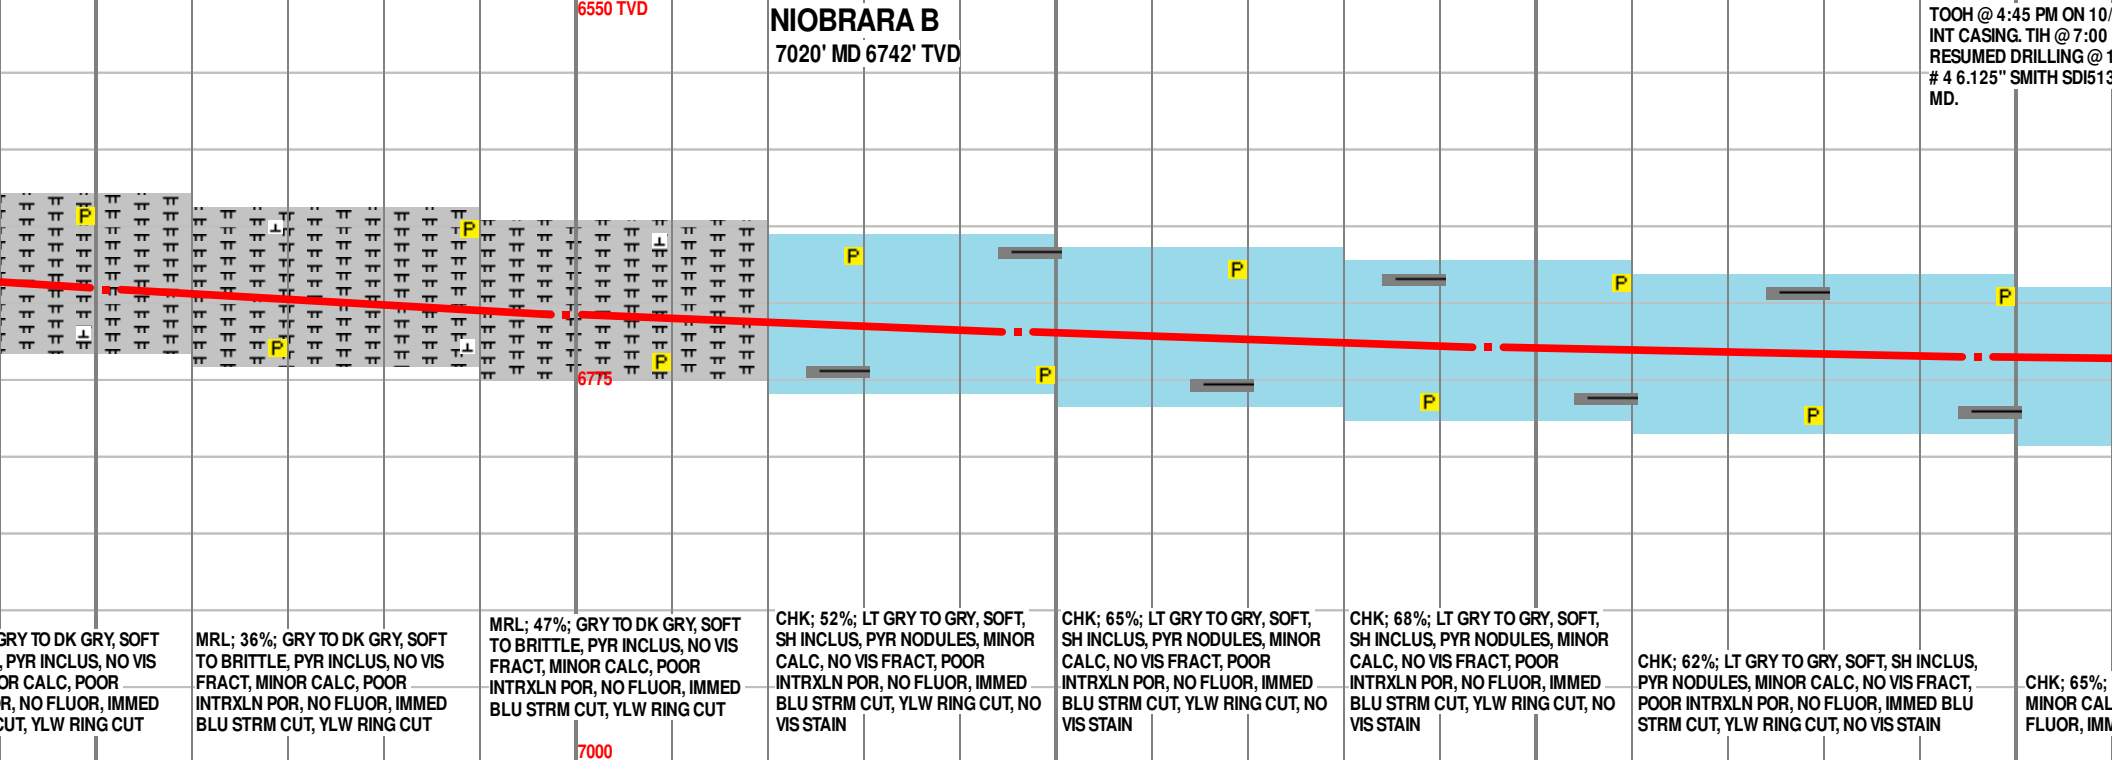 6550 TVD
NIOBRARA B
7020' MD 6742' TVD
TOOH @ 4:45 PM ON 10/
INT CASING. TIH @ 7:00
RESUMED DRILLING @ 1
# 4 6.125" SMITH SDI513
MD.
P
P
P
P
P
P
P
P
P
P
P
P
P
6775
GRY TO DK GRY, SOFT
, PYR INCLUS, NO VIS
OR CALC, POOR
R, NO FLUOR, IMMED
CUT, YLW RING CUT
MRL; 36%; GRY TO DK GRY, SOFT
TO BRITTLE, PYR INCLUS, NO VIS
FRACT, MINOR CALC, POOR
INTRXLN POR, NO FLUOR, IMMED
BLU STRM CUT, YLW RING CUT
MRL; 47%; GRY TO DK GRY, SOFT
TO BRITTLE, PYR INCLUS, NO VIS
FRACT, MINOR CALC, POOR
INTRXLN POR, NO FLUOR, IMMED
BLU STRM CUT, YLW RING CUT
CHK; 52%; LT GRY TO GRY, SOFT,
SH INCLUS, PYR NODULES, MINOR
CALC, NO VIS FRACT, POOR
INTRXLN POR, NO FLUOR, IMMED
BLU STRM CUT, YLW RING CUT, NO
VIS STAIN
CHK; 65%; LT GRY TO GRY, SOFT,
SH INCLUS, PYR NODULES, MINOR
CALC, NO VIS FRACT, POOR
INTRXLN POR, NO FLUOR, IMMED
BLU STRM CUT, YLW RING CUT, NO
VIS STAIN
CHK; 68%; LT GRY TO GRY, SOFT,
SH INCLUS, PYR NODULES, MINOR
CALC, NO VIS FRACT, POOR
INTRXLN POR, NO FLUOR, IMMED
BLU STRM CUT, YLW RING CUT, NO
VIS STAIN
CHK; 62%; LT GRY TO GRY, SOFT, SH INCLUS,
PYR NODULES, MINOR CALC, NO VIS FRACT,
POOR INTRXLN POR, NO FLUOR, IMMED BLU
STRM CUT, YLW RING CUT, NO VIS STAIN
CHK; 65%;
MINOR CAL
FLUOR, IMM
7000